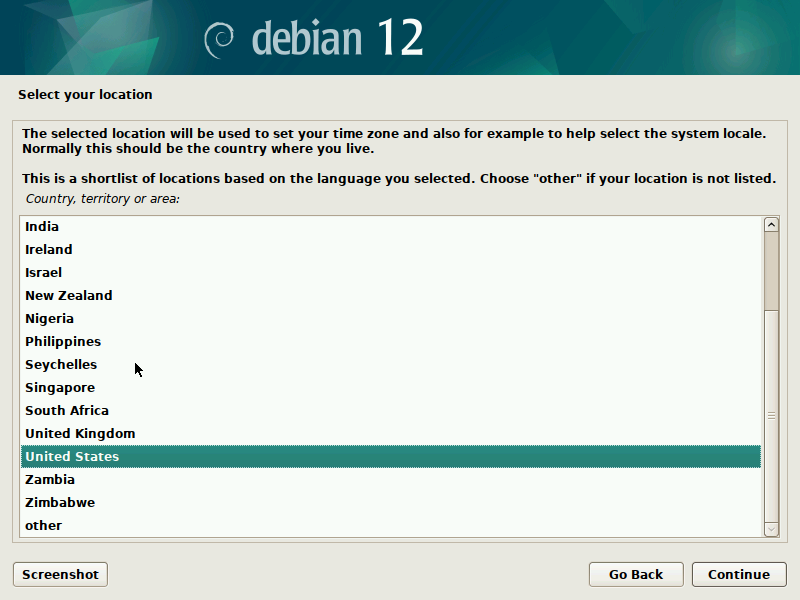 debian 12
Select your location
The selected location will be used to set your time zone and also for example to help select the system locale.
Normally this should be the country where you live.
This is a shortlist of locations based on the language you selected. Choose "other" if your location is not listed.
Country, territory or area:
India
Ireland
Israel
New Zealand
Nigeria
Philippines
Seychelles
Singapore
South Africa
United Kingdom
United States
Zambia
Zimbabwe
other
Screenshot
Go Back
Continue